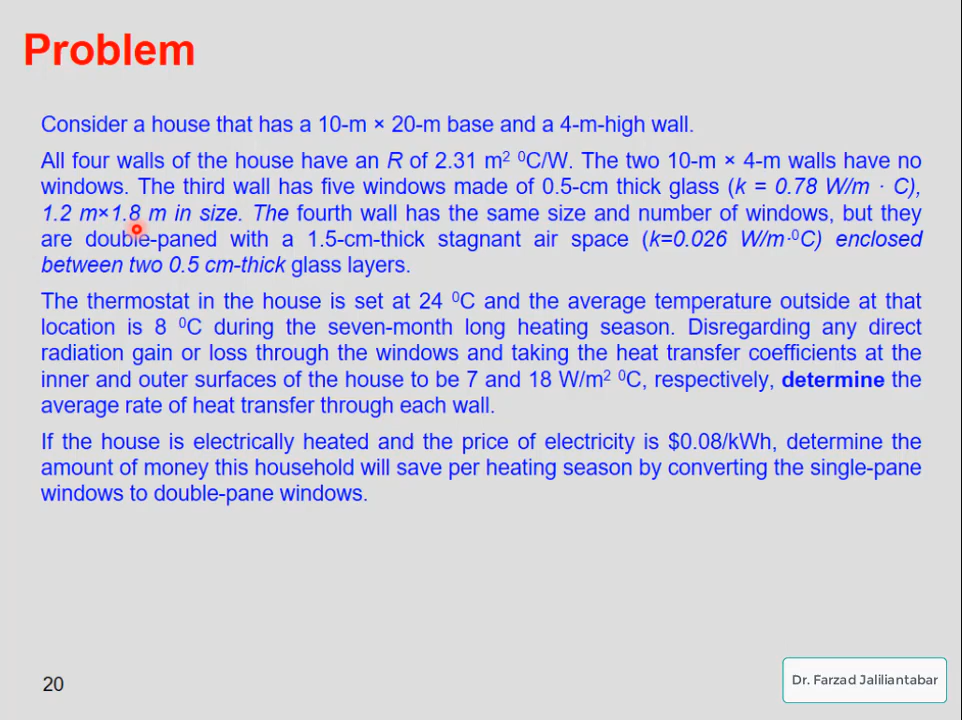 Problem
Consider a house that has a 10-m × 20-m base and a 4-m-high wall.
All four walls of the house have an R of 2.31 m² ⁰C/W. The two 10-m × 4-m walls have no
windows. The third wall has five windows made of 0.5-cm thick glass (k = 0.78 W/m · C),
1.2 m×1.8 m in size. The fourth wall has the same size and number of windows, but they
are double-paned with a 1.5-cm-thick stagnant air space (k=0.026 W/m·⁰C) enclosed
between two 0.5 cm-thick glass layers.
The thermostat in the house is set at 24 ⁰C and the average temperature outside at that
location is 8 ⁰C during the seven-month long heating season. Disregarding any direct
radiation gain or loss through the windows and taking the heat transfer coefficients at the
inner and outer surfaces of the house to be 7 and 18 W/m² ⁰C, respectively, determine the
average rate of heat transfer through each wall.
If the house is electrically heated and the price of electricity is $0.08/kWh, determine the
amount of money this household will save per heating season by converting the single-pane
windows to double-pane windows.
20
Dr. Farzad Jaliliantabar